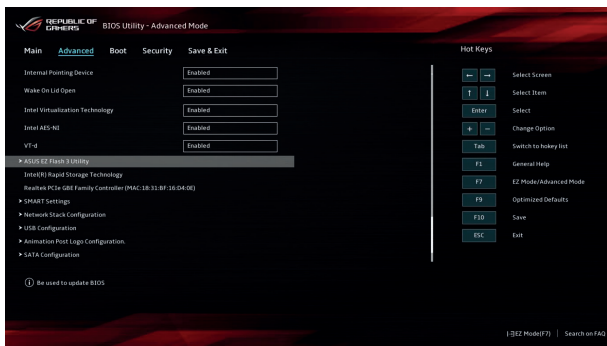 REPUBLIC OF
GAMERS
BIOS Utility - Advanced Mode
Main Advanced Boot Security Save & Exit
Hot Keys
Internal Pointing Device Enabled
Wake On Lid Open Enabled
Intel Virtualization Technology Enabled
Intel AES-NI Enabled
VT-d Enabled
> ASUS EZ Flash 3 Utility
Intel(R) Rapid Storage Technology
Realtek PCIe GBE Family Controller (MAC:18:31:BF:16:D4:0E)
> SMART Settings
> Network Stack Configuration
> USB Configuration
> Animation Post Logo Configuration.
> SATA Configuration
Be used to update BIOS
← → Select Screen
↑ ↓ Select Item
Enter Select
+ − Change Option
Tab Switch to hokey list
F1 General Help
F7 EZ Mode/Advanced Mode
F9 Optimized Defaults
F10 Save
ESC Exit
EZ Mode(F7) | Search on FAQ